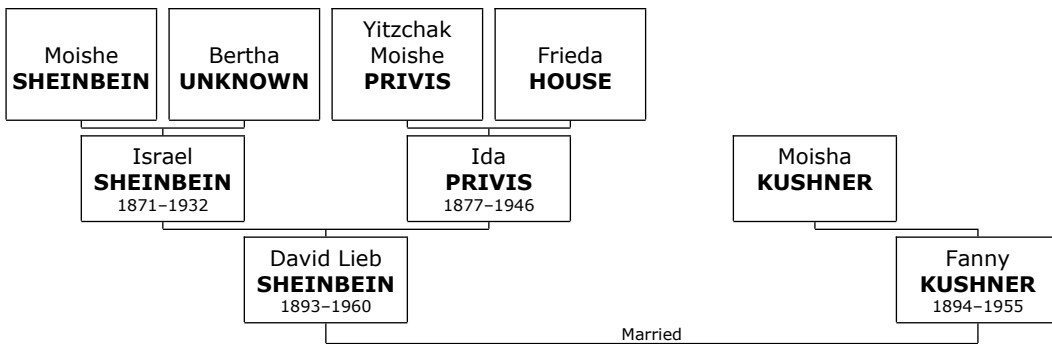 Moishe
SHEINBEIN
Bertha
UNKNOWN
Yitzchak
Moishe
PRIVIS
Frieda
HOUSE
Israel
SHEINBEIN
1871–1932
Ida
PRIVIS
1877–1946
Moisha
KUSHNER
David Lieb
SHEINBEIN
1893–1960
Fanny
KUSHNER
1894–1955
Married